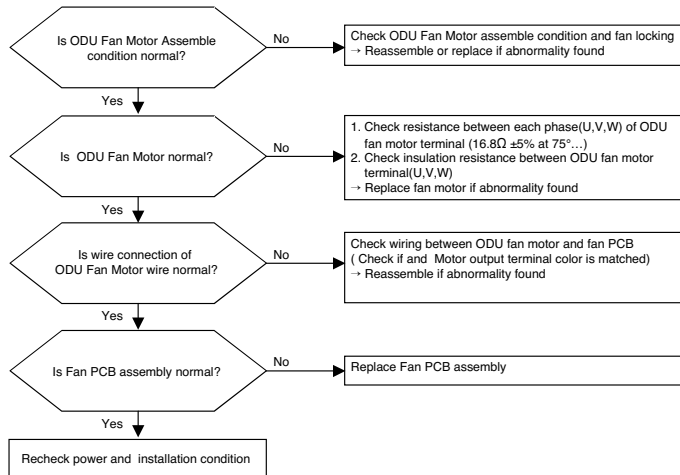 Is ODU Fan Motor Assemble
condition normal?
No
Check ODU Fan Motor assemble condition and fan locking
→ Reassemble or replace if abnormality found
Yes
Is ODU Fan Motor normal?
No
1. Check resistance between each phase(U,V,W) of ODU
fan motor terminal (16.8Ω ±5% at 75°…)
2. Check insulation resistance between ODU fan motor
terminal(U,V,W)
→ Replace fan motor if abnormality found
Yes
Is wire connection of
ODU Fan Motor wire normal?
No
Check wiring between ODU fan motor and fan PCB
( Check if and Motor output terminal color is matched)
→ Reassemble if abnormality found
Yes
Is Fan PCB assembly normal?
No
Replace Fan PCB assembly
Yes
Recheck power and installation condition